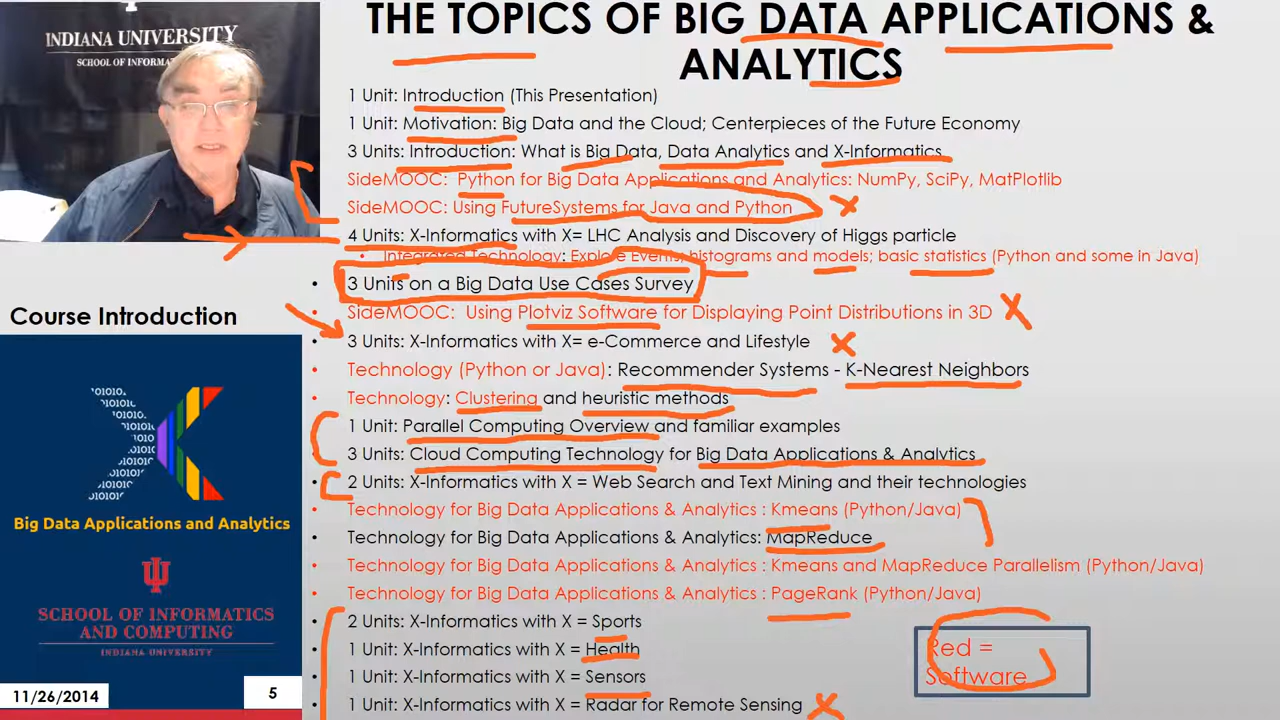 THE TOPICS OF BIG DATA APPLICATIONS &
ANALYTICS
INDIANA UNIVERSITY
SCHOOL OF INFORMA
1 Unit: Introduction (This Presentation)
1 Unit: Motivation: Big Data and the Cloud; Centerpieces of the Future Economy
3 Units: Introduction: What is Big Data, Data Analytics and X-Informatics
SideMOOC: Python for Big Data Applications and Analytics: NumPy, SciPy, MatPlotlib
SideMOOC: Using FutureSystems for Java and Python
4 Units: X-Informatics with X= LHC Analysis and Discovery of Higgs particle
• Integrated Technology: Explore Events; histograms and models; basic statistics (Python and some in Java)
• 3 Units on a Big Data Use Cases Survey
• SideMOOC: Using Plotviz Software for Displaying Point Distributions in 3D
• 3 Units: X-Informatics with X= e-Commerce and Lifestyle
• Technology (Python or Java): Recommender Systems - K-Nearest Neighbors
• Technology: Clustering and heuristic methods
• 1 Unit: Parallel Computing Overview and familiar examples
• 3 Units: Cloud Computing Technology for Big Data Applications & Analytics
• 2 Units: X-Informatics with X = Web Search and Text Mining and their technologies
• Technology for Big Data Applications & Analytics : Kmeans (Python/Java)
• Technology for Big Data Applications & Analytics: MapReduce
• Technology for Big Data Applications & Analytics : Kmeans and MapReduce Parallelism (Python/Java)
• Technology for Big Data Applications & Analytics : PageRank (Python/Java)
• 2 Units: X-Informatics with X = Sports
• 1 Unit: X-Informatics with X = Health
• 1 Unit: X-Informatics with X = Sensors
• 1 Unit: X-Informatics with X = Radar for Remote Sensing
Red =
Software
Course Introduction
Big Data Applications and Analytics
SCHOOL OF INFORMATICS
AND COMPUTING
INDIANA UNIVERSITY
11/26/2014
5